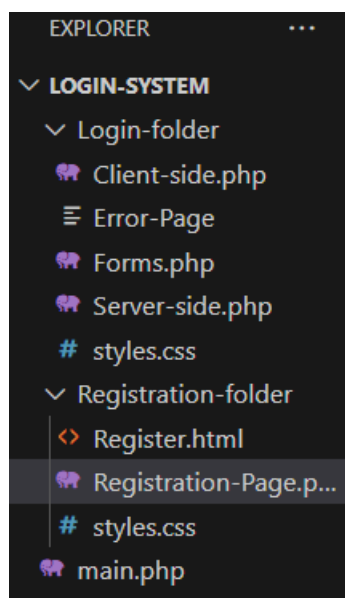 EXPLORER ...
LOGIN-SYSTEM
Login-folder
Client-side.php
Error-Page
Forms.php
Server-side.php
# styles.css
Registration-folder
<> Register.html
Registration-Page.p...
# styles.css
main.php